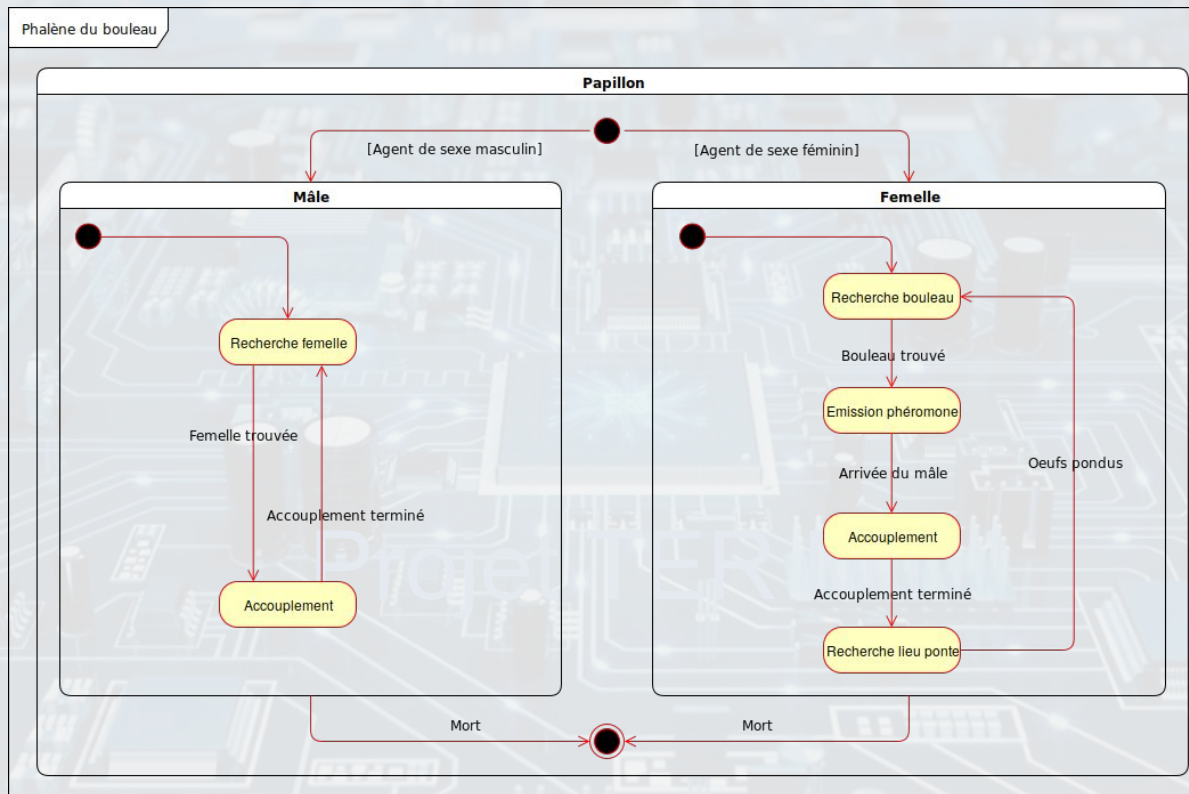 Phalène du bouleau
Papillon
[Agent de sexe masculin]
[Agent de sexe féminin]
Mâle
Recherche femelle
Femelle trouvée
Accouplement terminé
Accouplement
Femelle
Recherche bouleau
Bouleau trouvé
Emission phéromone
Arrivée du mâle
Oeufs pondus
Accouplement
Accouplement terminé
Recherche lieu ponte
Projet TER
Mort
Mort